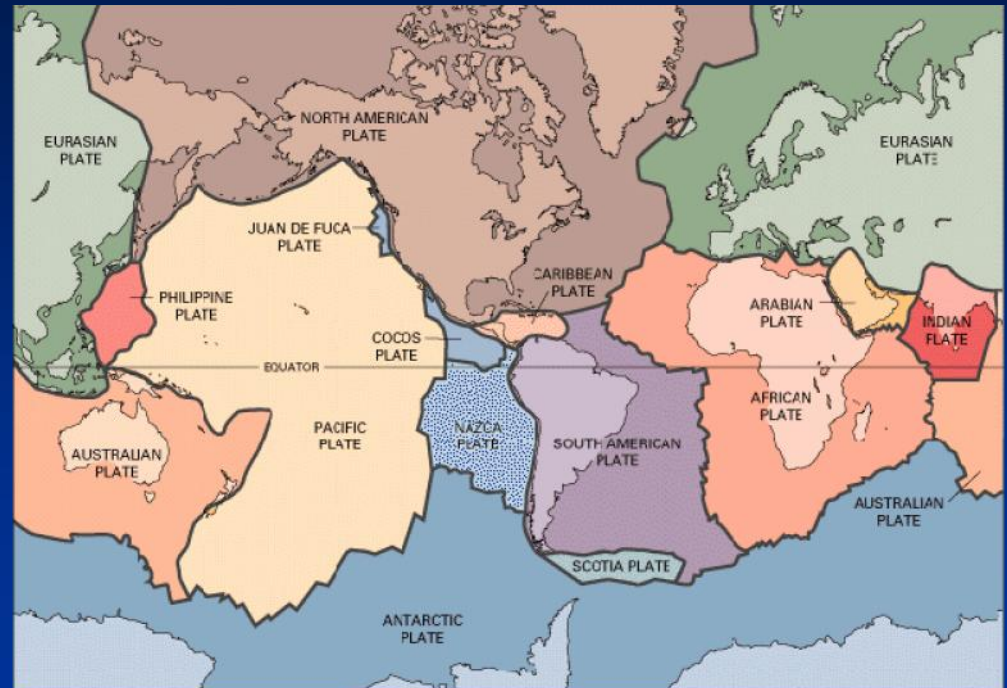 NORTH AMERICAN
PLATE
EURASIAN
PLATE
EURASIAN
PLATE
JUAN DE FUCA
PLATE
CARIBBEAN
PLATE
PHILIPPINE
PLATE
ARABIAN
PLATE
INDIAN
PLATE
COCOS
PLATE
EQUATOR
AFRICAN
PLATE
PACIFIC
PLATE
NAZCA
PLATE
SOUTH AMERICAN
PLATE
AUSTRALIAN
PLATE
AUSTRALIAN
PLATE
SCOTIA PLATE
ANTARCTIC
PLATE